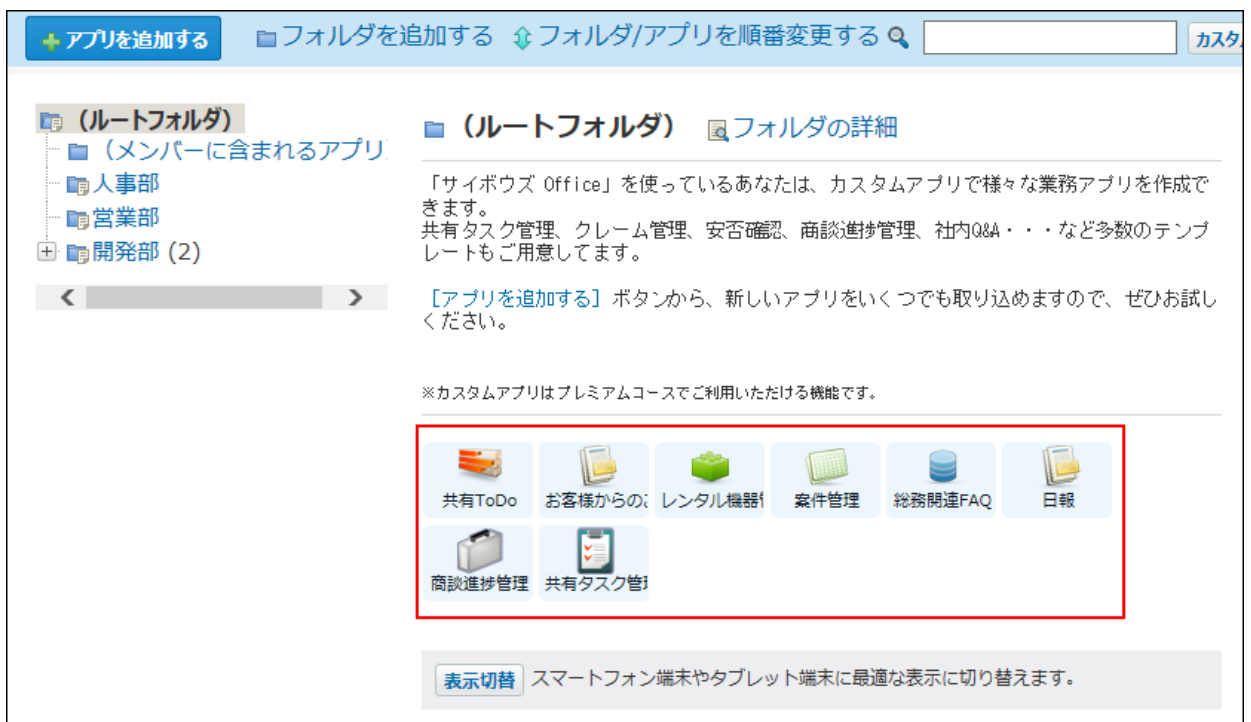 アプリを追加する フォルダを追加する フォルダ/アプリを順番変更する カスタ
(ルートフォルダ)
(メンバーに含まれるアプリ
人事部
営業部
開発部 (2)
(ルートフォルダ) フォルダの詳細
「サイボウズ Office」を使っているあなたは、カスタムアプリで様々な業務アプリを作成で
きます。
共有タスク管理、クレーム管理、安否確認、商談進捗管理、社内Q&A・・・など多数のテンプ
レートもご用意してます。
[アプリを追加する] ボタンから、新しいアプリをいくつでも取り込めますので、ぜひお試し
ください。
※カスタムアプリはプレミアムコースでご利用いただける機能です。
共有ToDo お客様からの レンタル機器 案件管理 総務関連FAQ 日報
商談進捗管理 共有タスク管
表示切替 スマートフォン端末やタブレット端末に最適な表示に切り替えます。